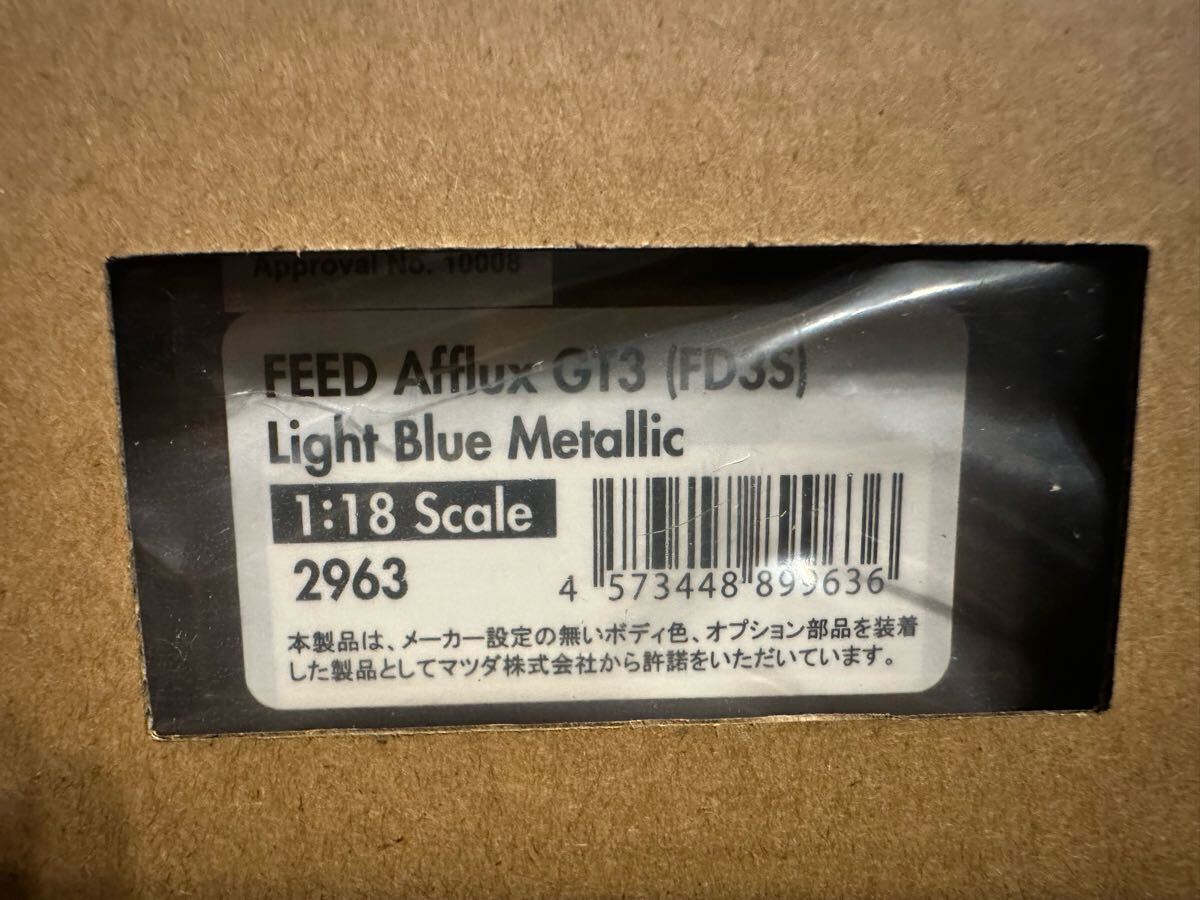 Approval No. 10008
FEED Afflux GT3 (FD3S)
Light Blue Metallic
1:18 Scale
2963
4 573448 899636
本製品は、メーカー設定の無いボディ色、オプション部品を装着
した製品としてマツダ株式会社から許諾をいただいています。